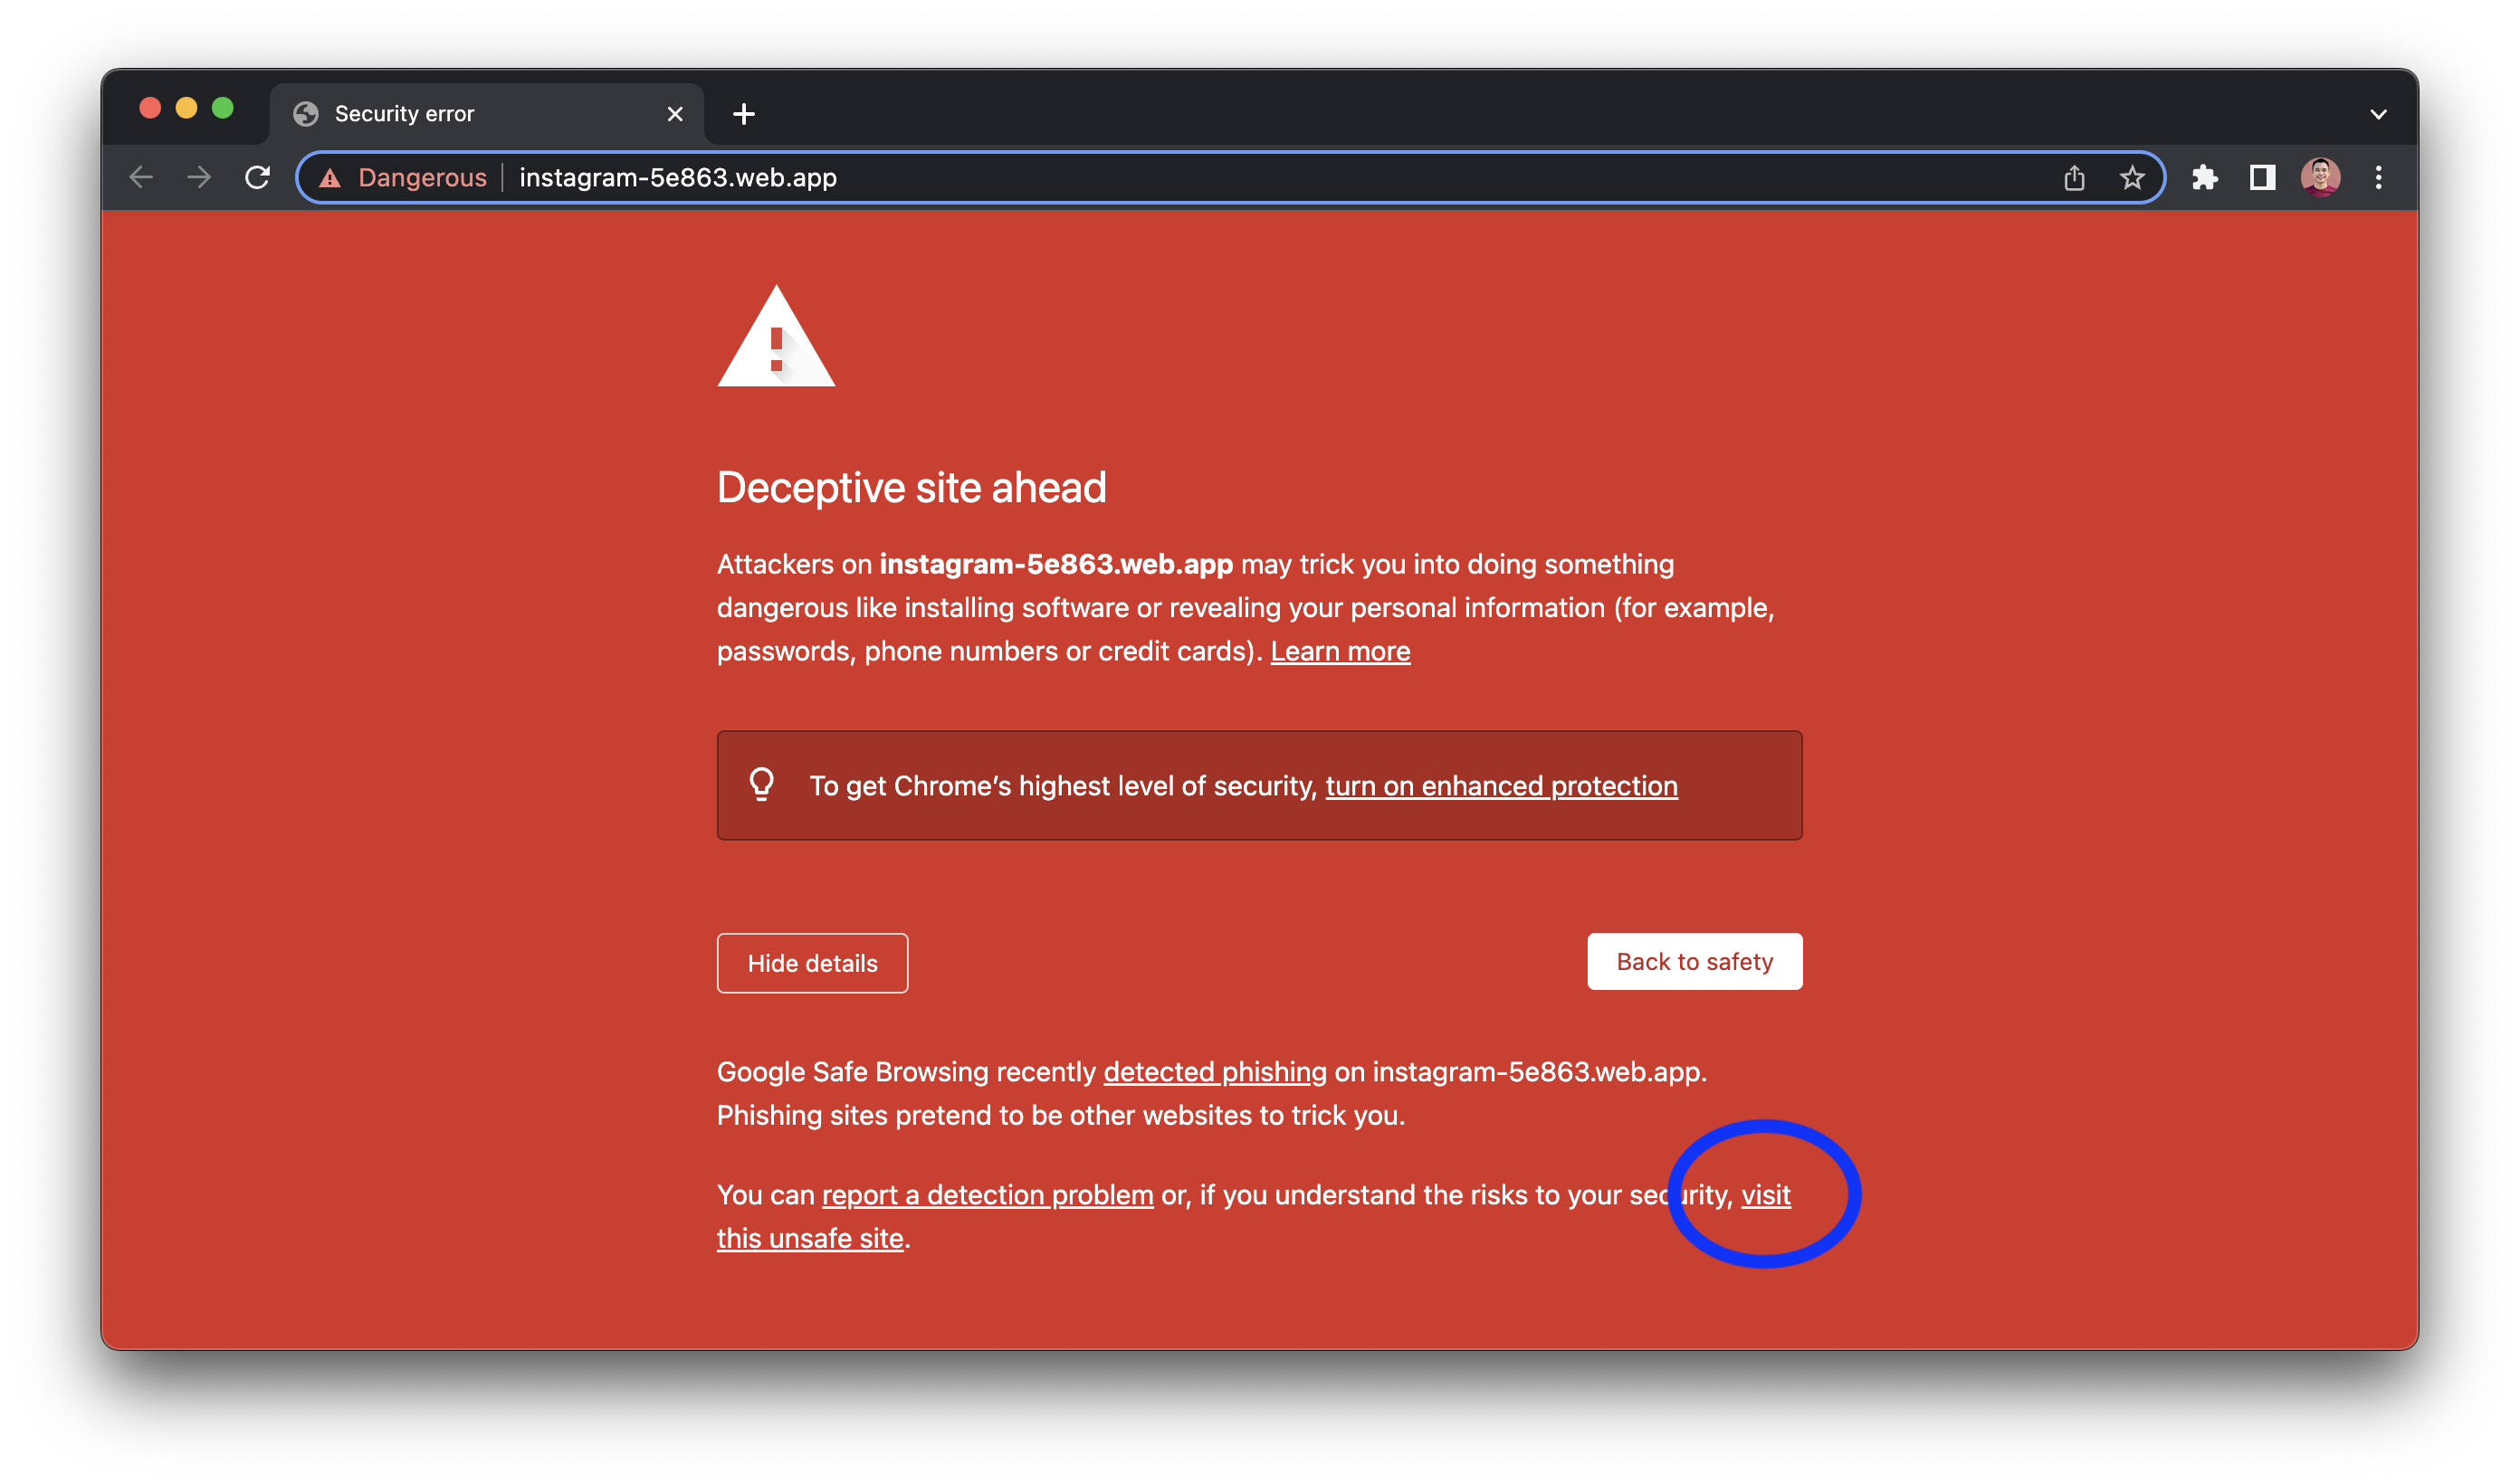 Security error
Dangerous instagram-5e863.web.app
Deceptive site ahead
Attackers on instagram-5e863.web.app may trick you into doing something
dangerous like installing software or revealing your personal information (for example,
passwords, phone numbers or credit cards). Learn more
To get Chrome’s highest level of security, turn on enhanced protection
Hide details
Back to safety
Google Safe Browsing recently detected phishing on instagram-5e863.web.app.
Phishing sites pretend to be other websites to trick you.
You can report a detection problem or, if you understand the risks to your security, visit
this unsafe site.